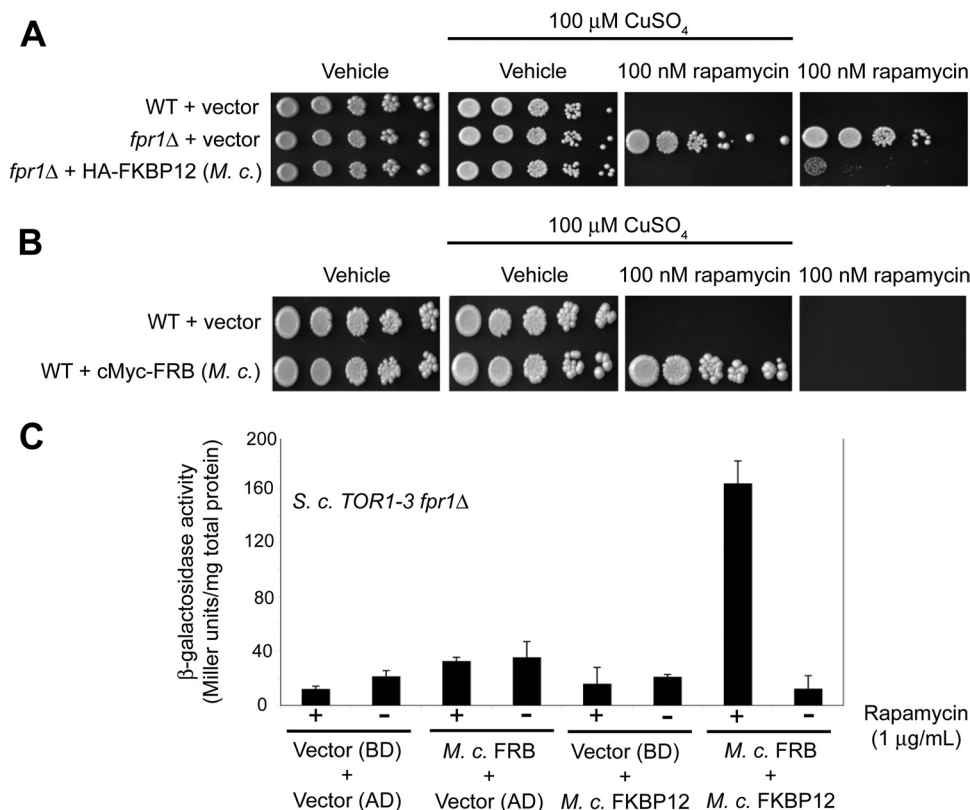 A
100 μM CuSO4
Vehicle
Vehicle
100 nM rapamycin
100 nM rapamycin
WT + vector
fpr1Δ + vector
fpr1Δ + HA-FKBP12 (M. c.)
B
100 μM CuSO4
Vehicle
Vehicle
100 nM rapamycin
100 nM rapamycin
WT + vector
WT + cMyc-FRB (M. c.)
C
β-galactosidase activity
(Miller units/mg total protein)
200
160
120
80
40
0
S. c. TOR1-3 fpr1Δ
+ - + - + - + -
Rapamycin
(1 μg/mL)
Vector (BD)
+
Vector (AD)
M. c. FRB
+
Vector (AD)
Vector (BD)
+
M. c. FKBP12
M. c. FRB
+
M. c. FKBP12